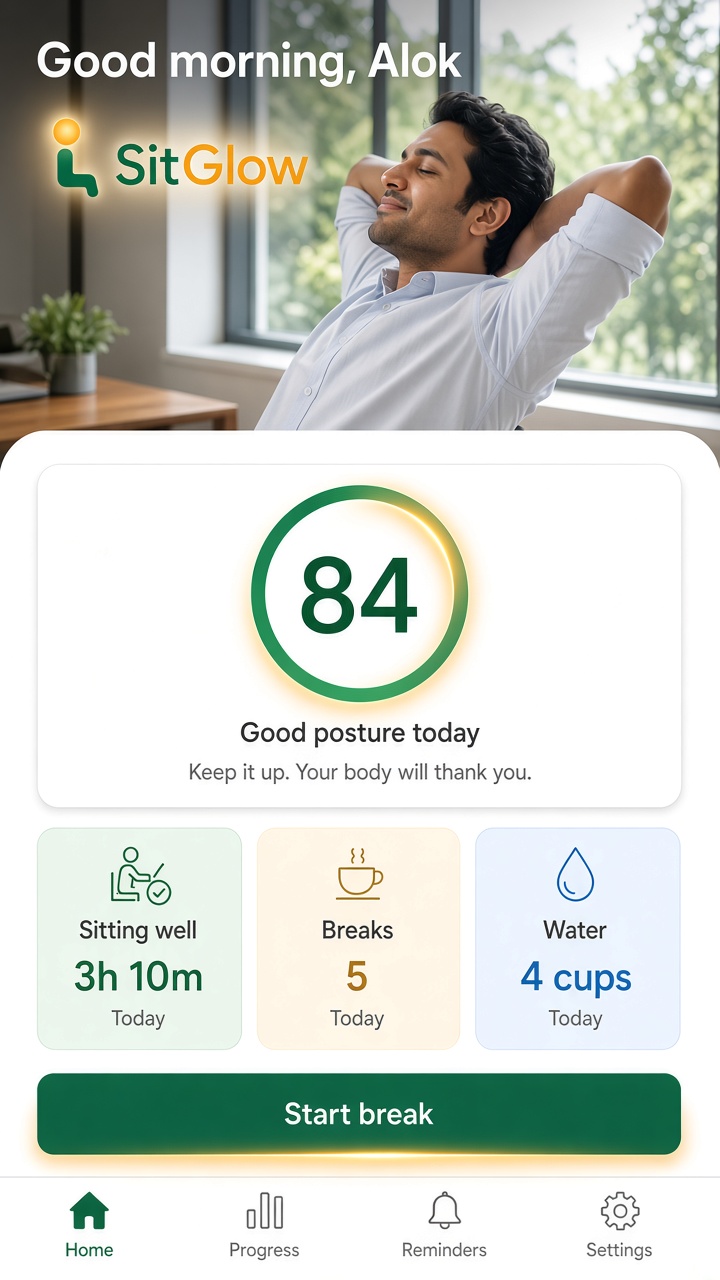 Good morning, Alok
SitGlow
84
Good posture today
Keep it up. Your body will thank you.
Sitting well
3h 10m
Today
Breaks
5
Today
Water
4 cups
Today
Start break
Home
Progress
Reminders
Settings